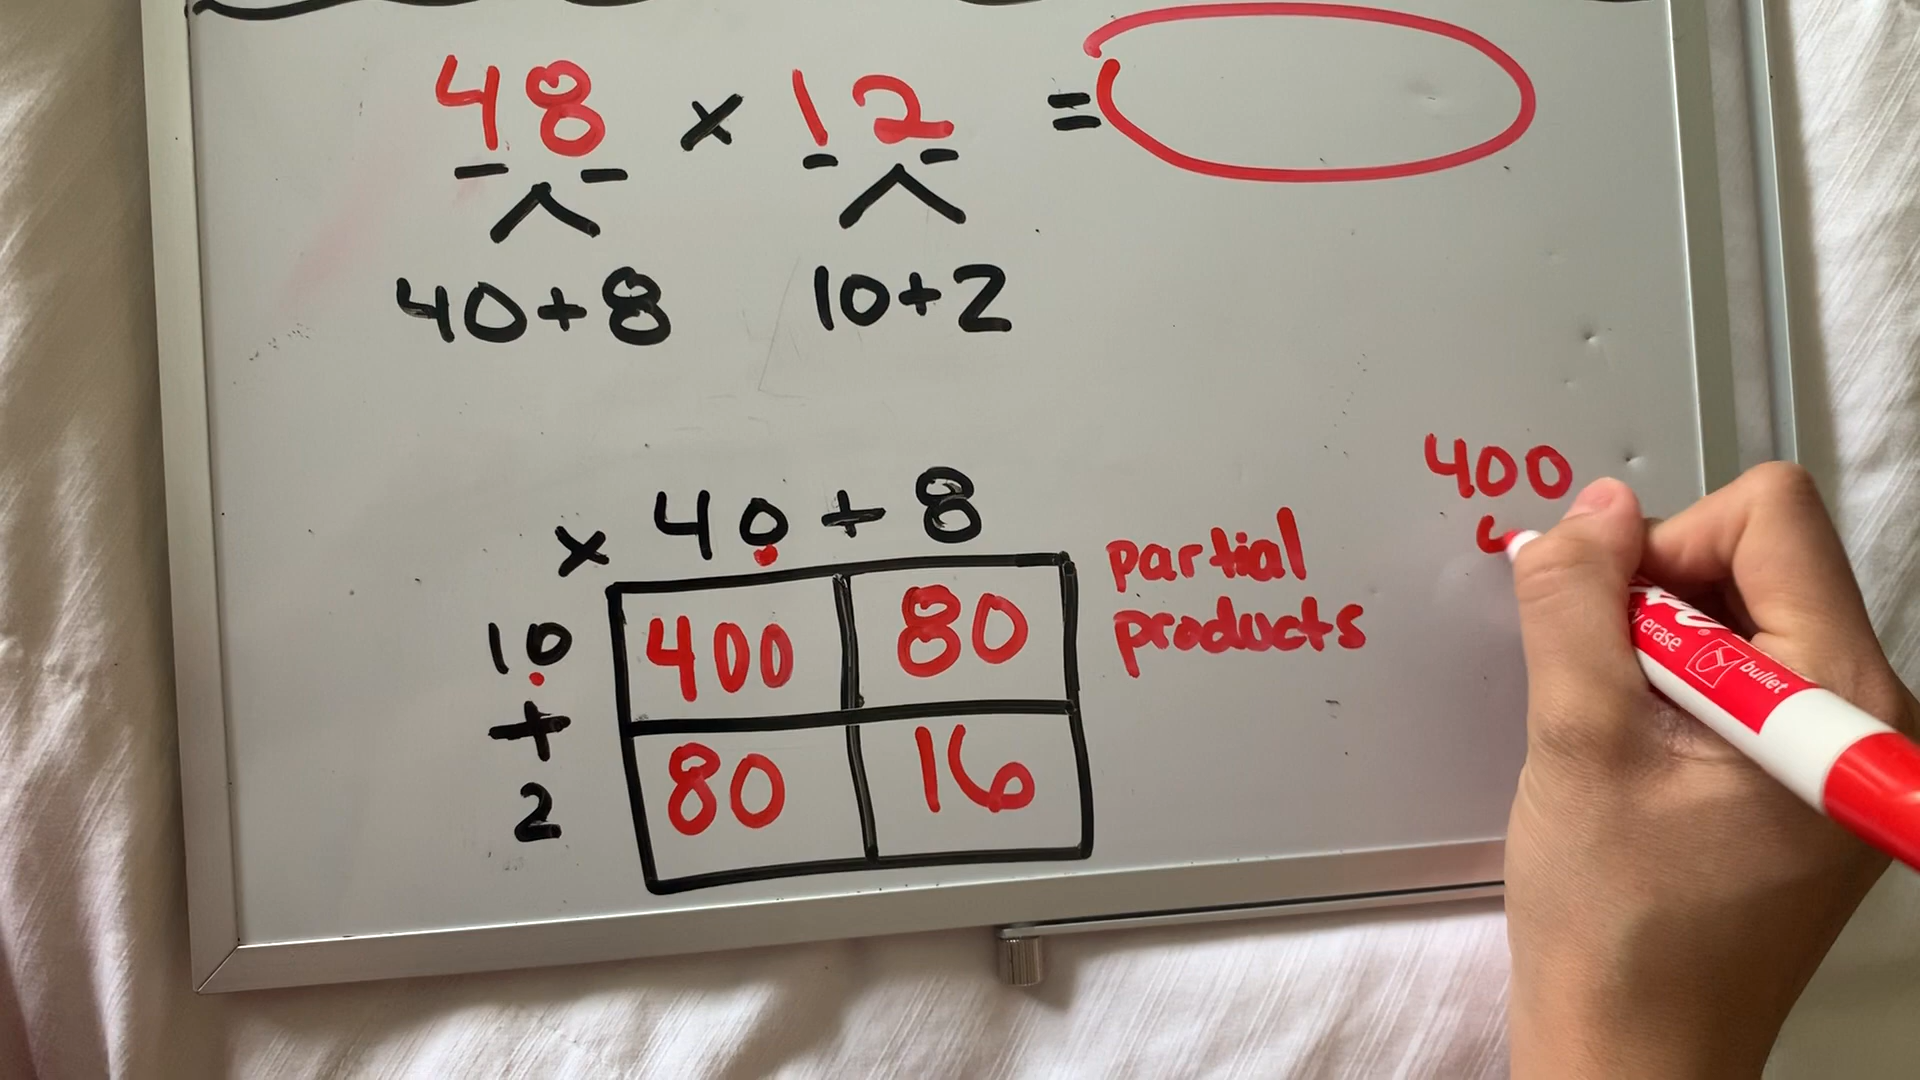 48 x 12 =
40+8 10+2
x 40 + 8
10 400 80
+
2 80 16
partial
products
400
erase
bullet